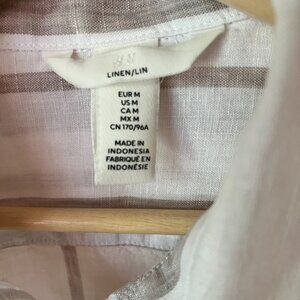 H&M
LINEN/LIN
EUR M
US M
CA M
MX M
CN 170/96A
MADE IN
INDONESIA
FABRIQUÉ EN
INDONÉSIE